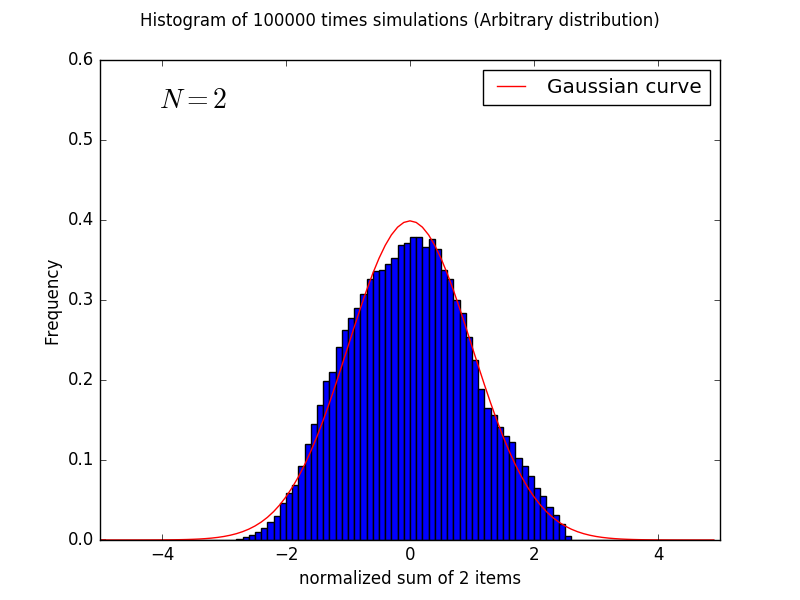 Histogram of 100000 times simulations (Arbitrary distribution)
N = 2
Gaussian curve
0.6
0.5
0.4
0.3
0.2
0.1
0.0
Frequency
−4
−2
0
2
4
normalized sum of 2 items